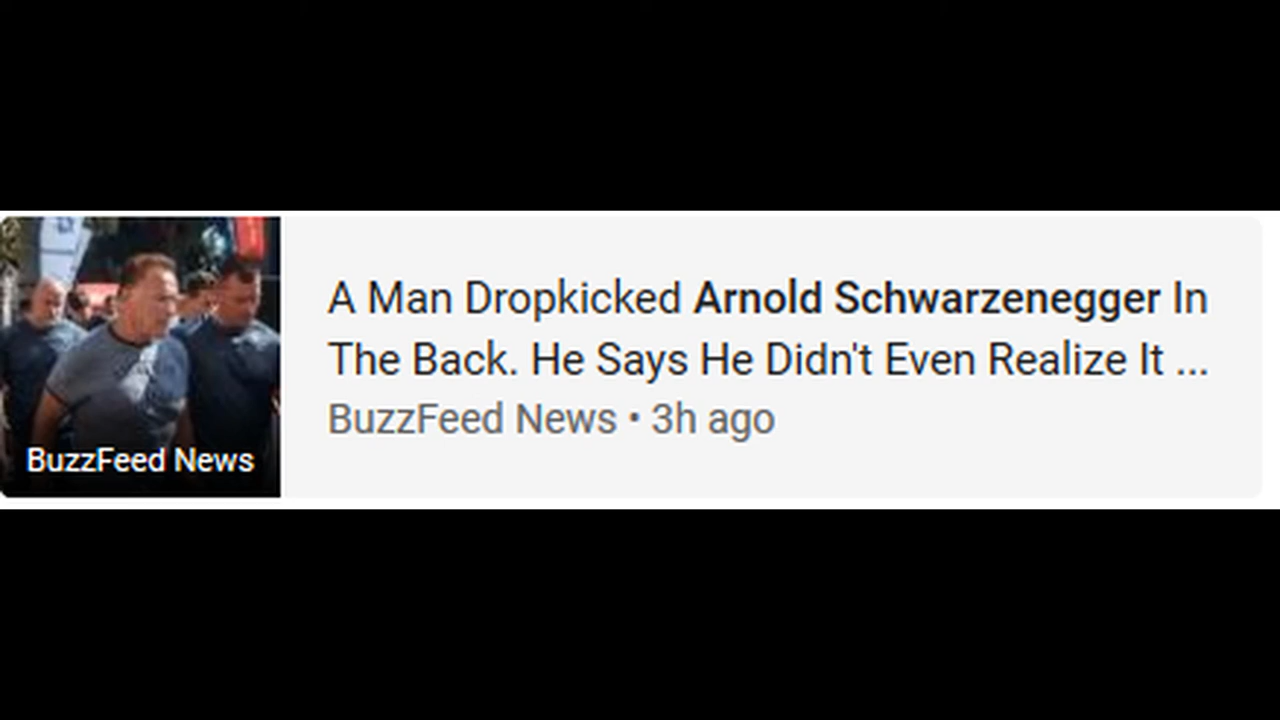 A Man Dropkicked Arnold Schwarzenegger In
The Back. He Says He Didn't Even Realize It ...
BuzzFeed News • 3h ago
BuzzFeed News